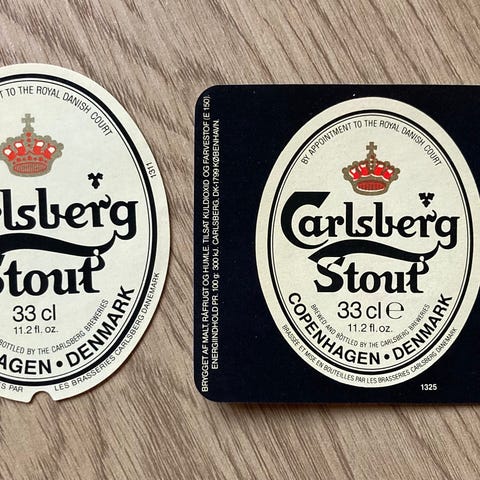 T TO THE ROYAL DANISH COURT
rlsberg
Stout
33 cl
11.2 fl. oz.
BY THE CARLSBERG BREWERIES
HAGEN • DENMARK
PAR LES BRASSERIES CARLSBERG DANEMARK
1311
BRYGGET AF MALT, RÅFRUGT OG HUMLE. TILSAT KULDIOXID OG FARVESTOF (E 150).
ENERGIINDHOLD PR. 100 g: 300 kJ. CARLSBERG, DK-1799 KØBENHAVN.
BY APPOINTMENT TO THE ROYAL DANISH COURT
Carlsberg
Stout
33 cl e
11.2 fl. oz.
BREWED AND BOTTLED BY THE CARLSBERG BREWERIES
COPENHAGEN • DENMARK
BRASSÉE ET MISE EN BOUTEILLES PAR LES BRASSERIES CARLSBERG DANEMARK
1325